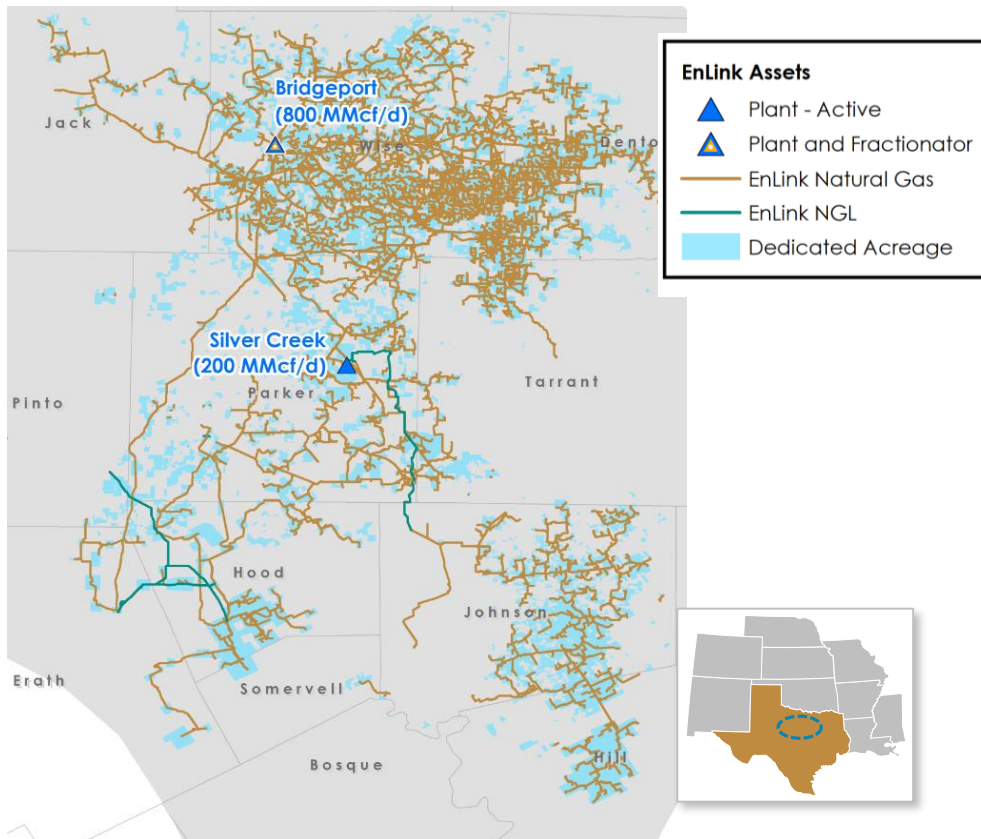 Bridgeport
(800 MMcf/d)
Jack
Wise
Dento
EnLink Assets
Plant - Active
Plant and Fractionator
EnLink Natural Gas
EnLink NGL
Dedicated Acreage
Silver Creek
(200 MMcf/d)
Parker
Tarrant
Pinto
Hood
Johnson
Erath
Somervell
Bosque
Hill